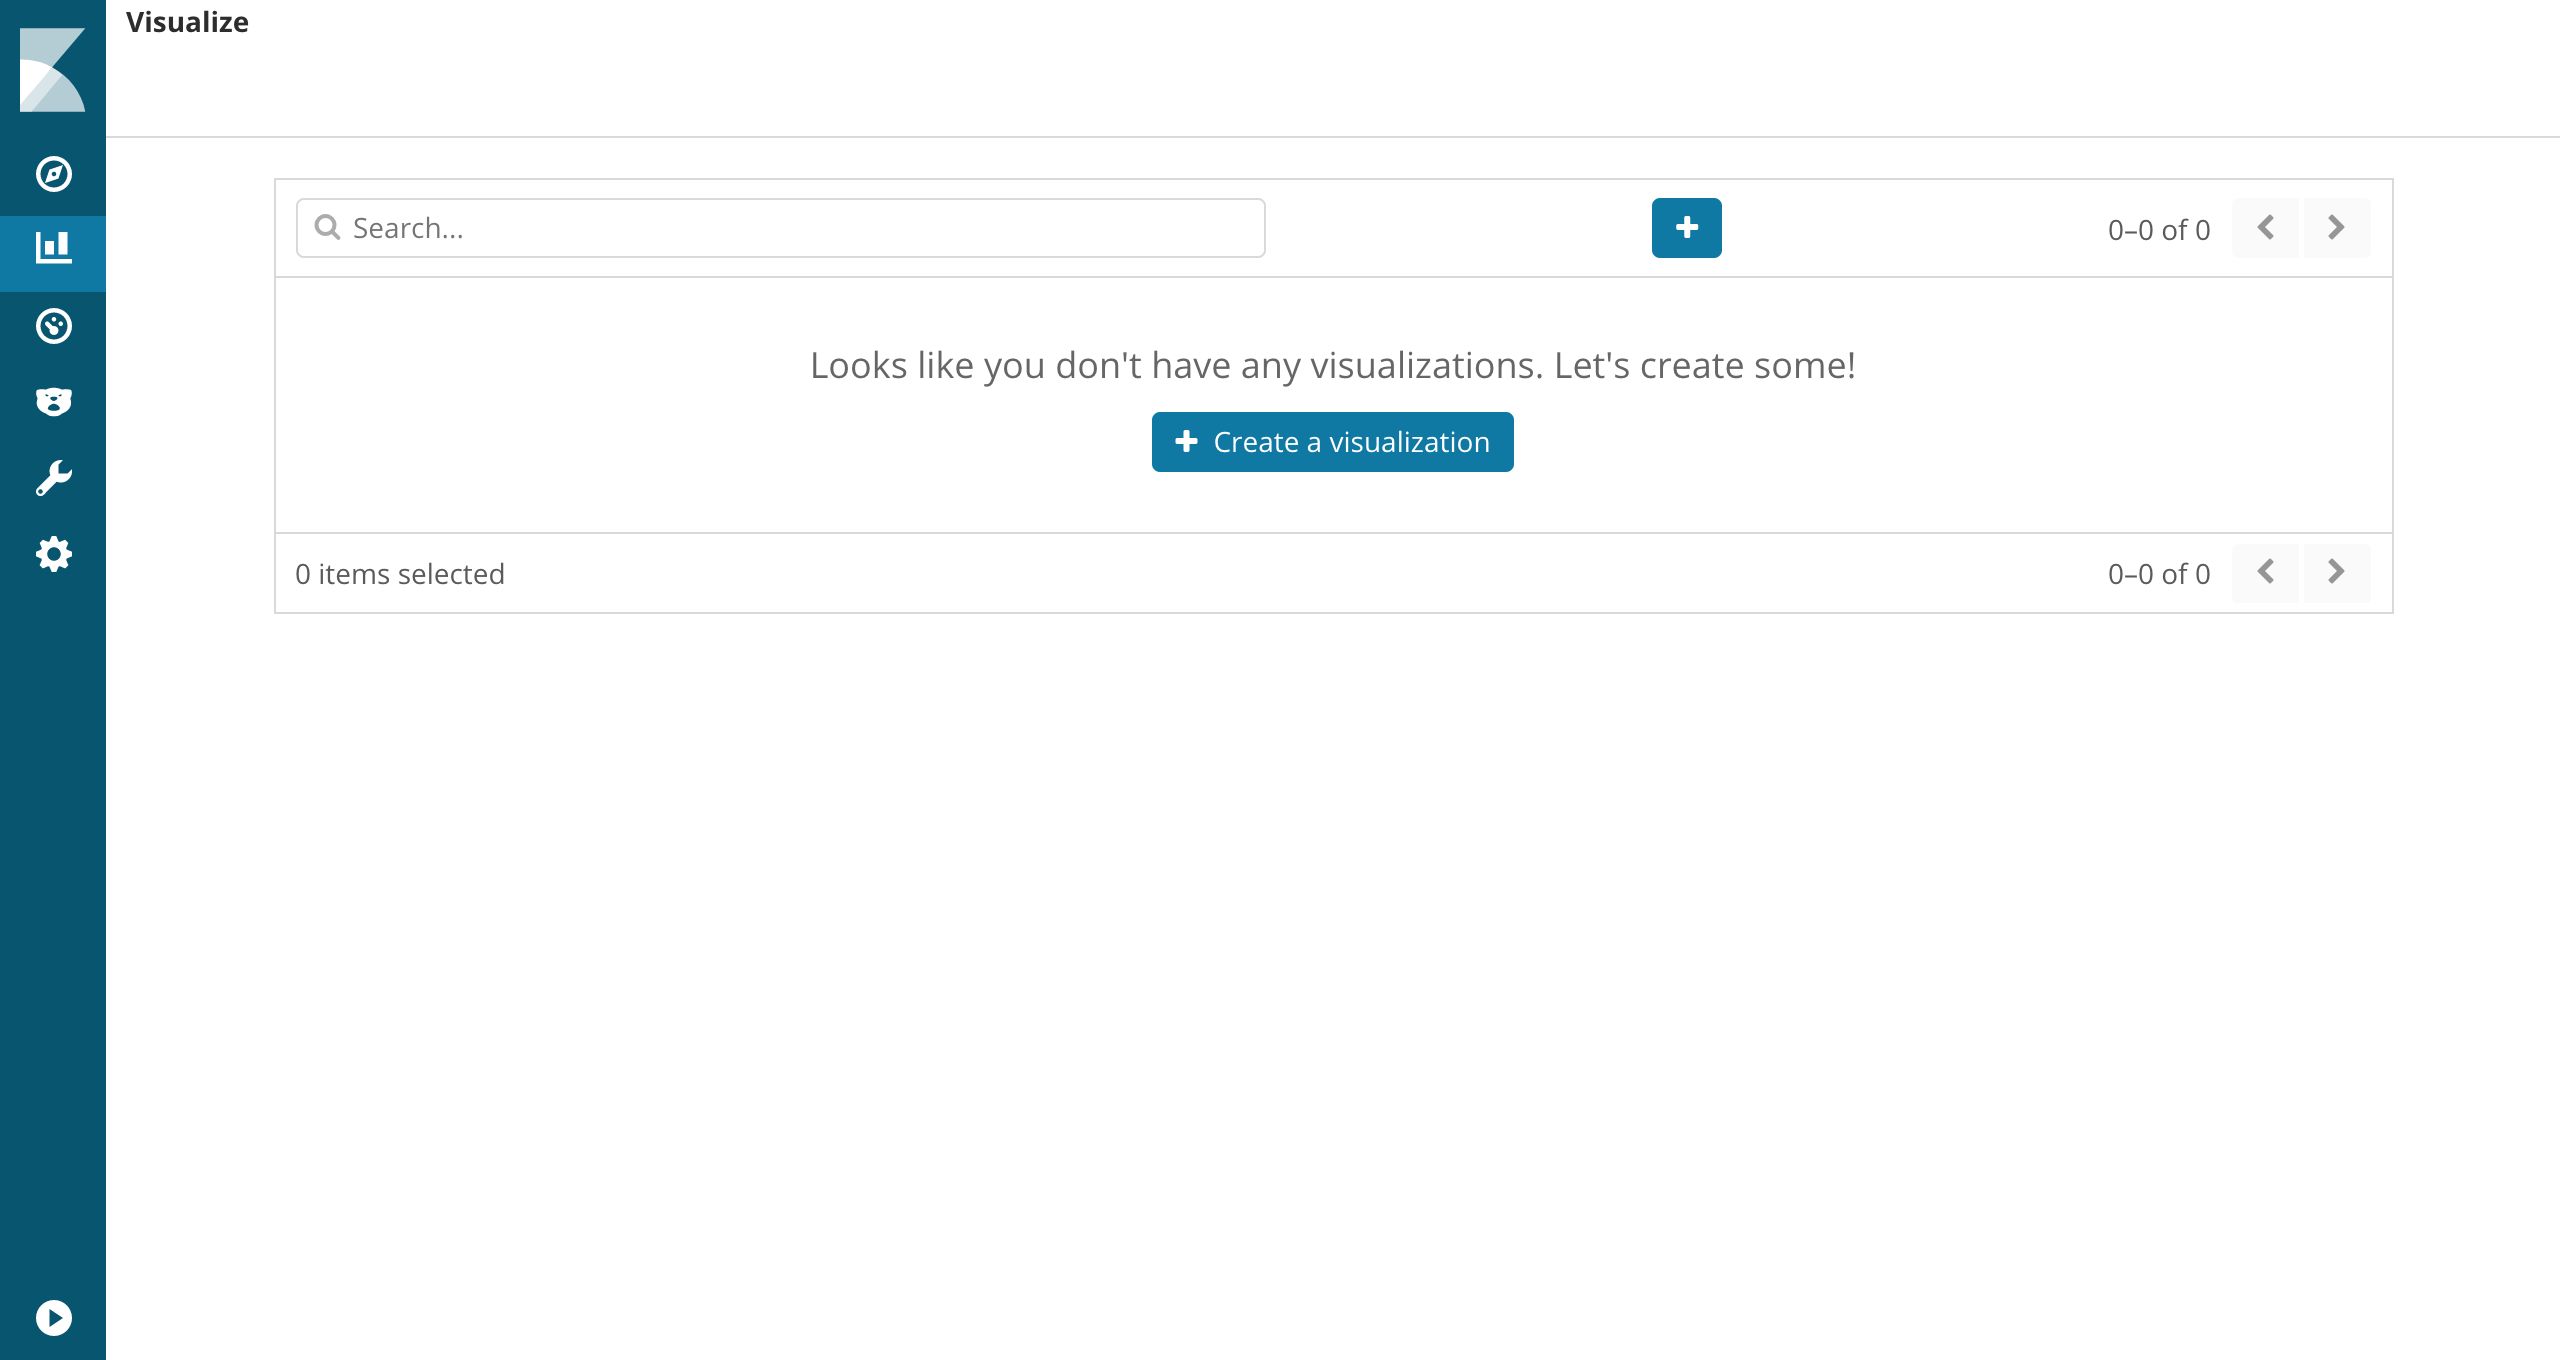 Visualize
Search...
0–0 of 0
Looks like you don't have any visualizations. Let's create some!
Create a visualization
0 items selected
0–0 of 0